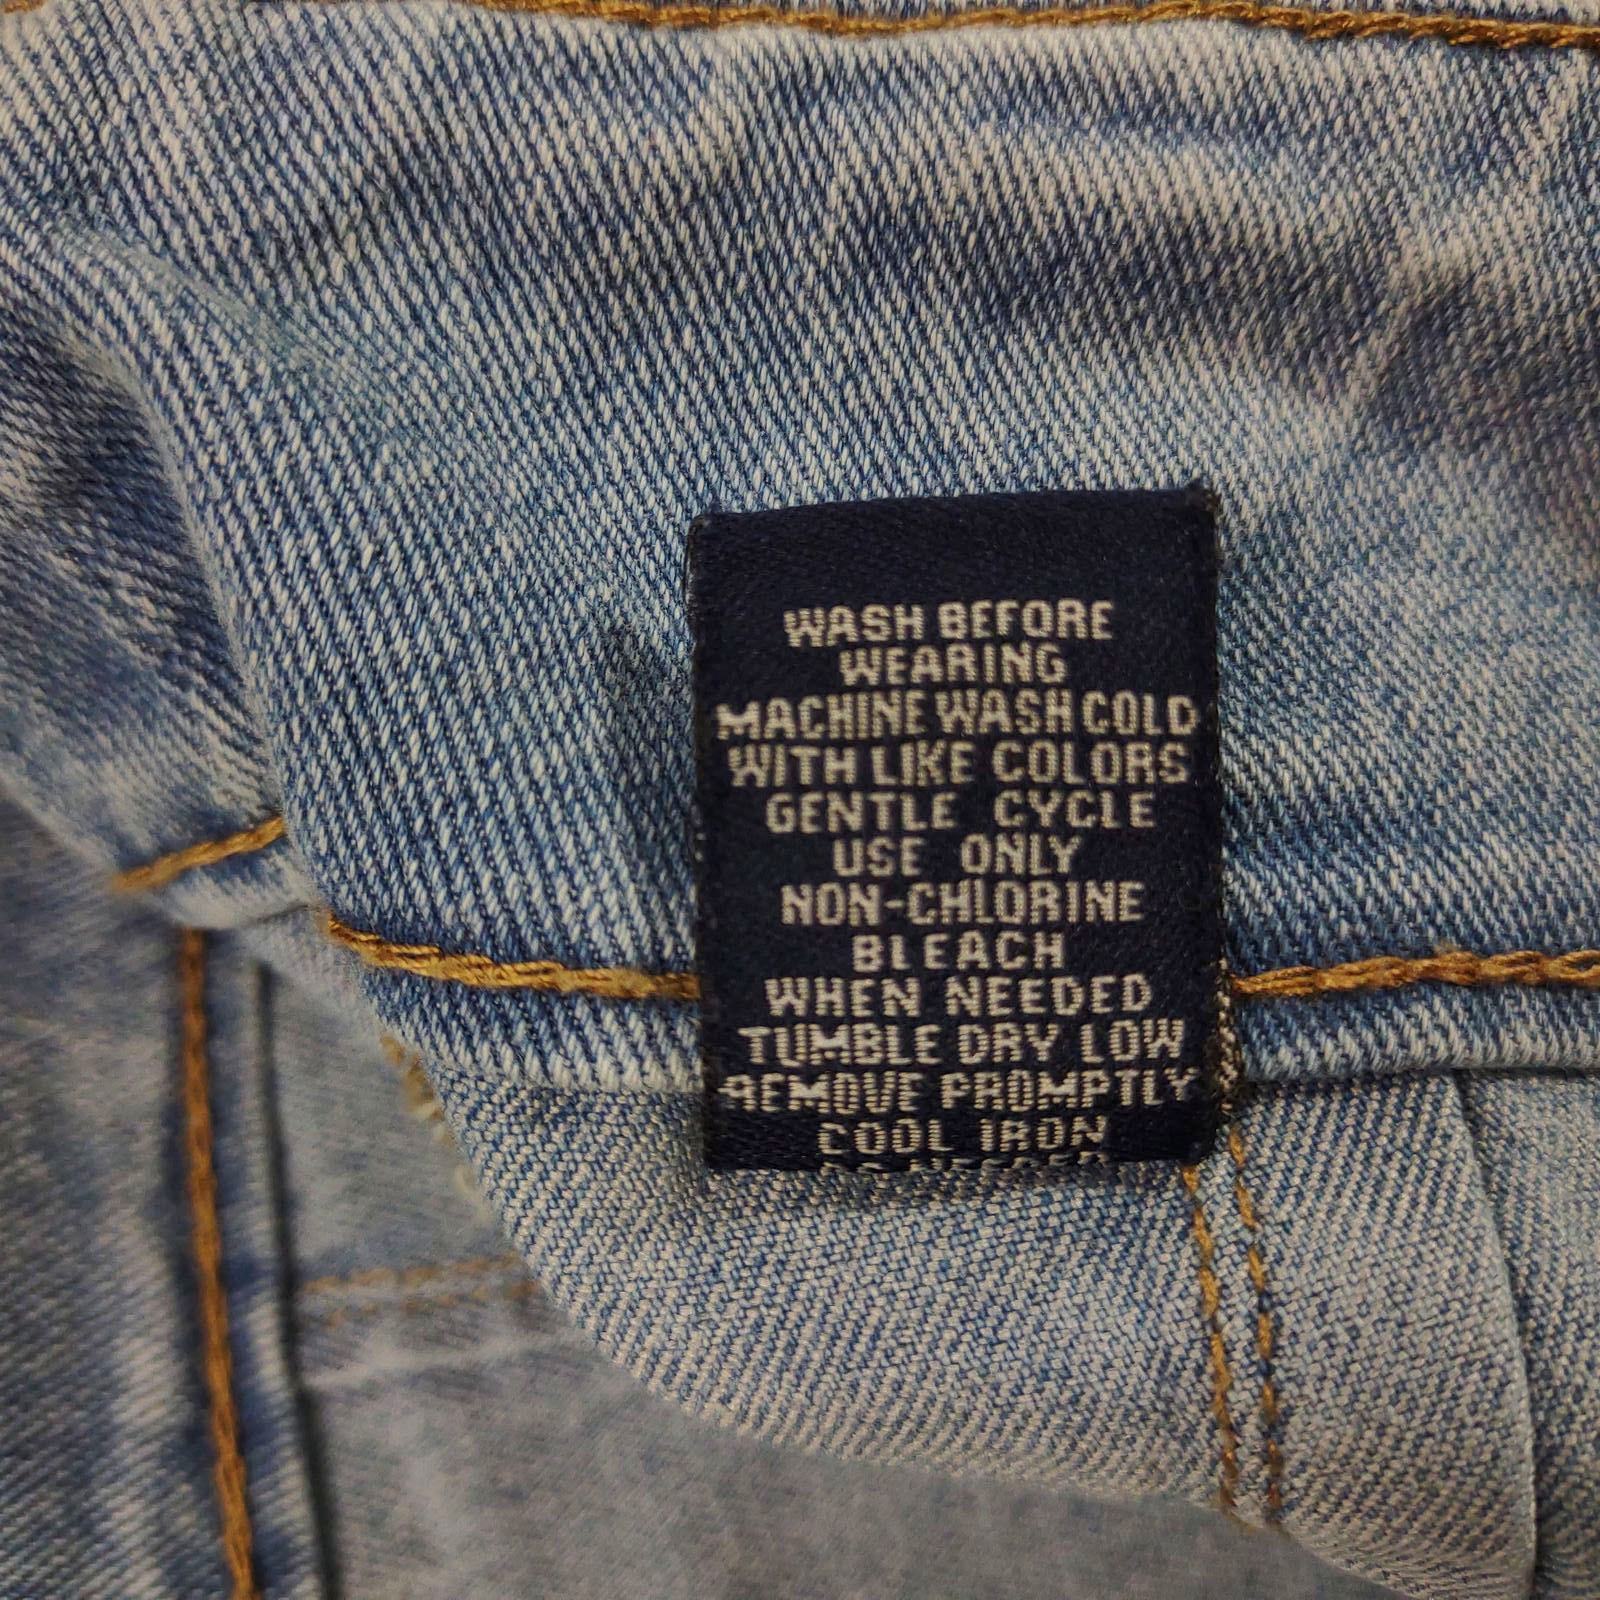 WASH BEFORE
WEARING
MACHINE WASH COLD
WITH LIKE COLORS
GENTLE CYCLE
USE ONLY
NON-CHLORINE
BLEACH
WHEN NEEDED
TUMBLE DRY LOW
REMOVE PROMPTLY
COOL IRON